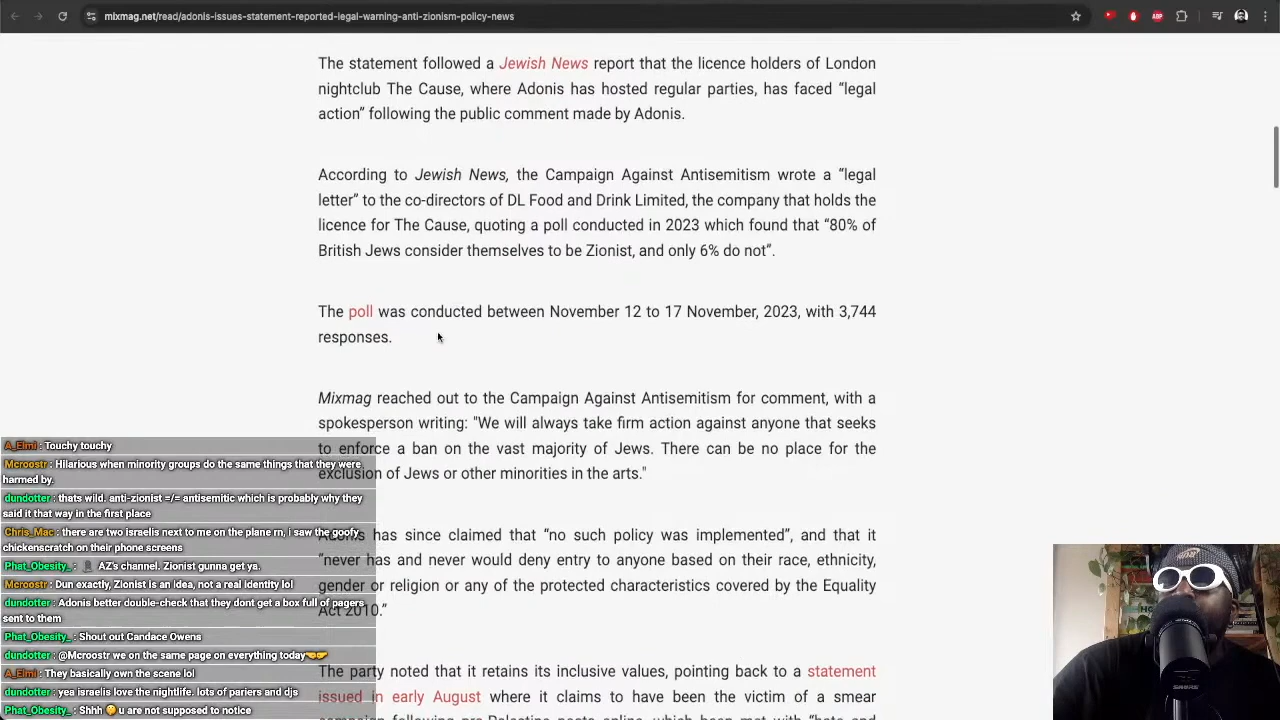 mixmag.net/read/adonis-issues-statement-reported-legal-warning-anti-zionism-policy-news
ABP
The statement followed a Jewish News report that the licence holders of London
nightclub The Cause, where Adonis has hosted regular parties, has faced “legal
action” following the public comment made by Adonis.
According to Jewish News, the Campaign Against Antisemitism wrote a “legal
letter” to the co-directors of DL Food and Drink Limited, the company that holds the
licence for The Cause, quoting a poll conducted in 2023 which found that “80% of
British Jews consider themselves to be Zionist, and only 6% do not”.
The poll was conducted between November 12 to 17 November, 2023, with 3,744
responses.
Mixmag reached out to the Campaign Against Antisemitism for comment, with a
spokesperson writing: "We will always take firm action against anyone that seeks
to enforce a ban on the vast majority of Jews. There can be no place for the
exclusion of Jews or other minorities in the arts."
Adonis has since claimed that “no such policy was implemented”, and that it
“never has and never would deny entry to anyone based on their race, ethnicity,
gender or religion or any of the protected characteristics covered by the Equality
Act 2010.”
The party noted that it retains its inclusive values, pointing back to a statement
issued in early August where it claims to have been the victim of a smear
campaign following pro-Palestine posts online, which been met with “hate and
A_Elmi : Touchy touchy
Mcroostr : Hilarious when minority groups do the same things that they were
harmed by.
dundotter : thats wild. anti-zionist =/= antisemitic which is probably why they
said it that way in the first place
Chris_Mac : there are two israelis next to me on the plane rn, i saw the goofy
chickenscratch on their phone screens
Phat_Obesity_ : AZ's channel. Zionist gunna get ya.
Mcroostr : Dun exactly, Zionist is an idea, not a real identity lol
dundotter : Adonis better double-check that they dont get a box full of pagers
sent to them
Phat_Obesity_ : Shout out Candace Owens
dundotter : @Mcroostr we on the same page on everything today🤜🤛
A_Elmi : They basically own the scene lol
dundotter : yea israelis love the nightlife. lots of pariers and djs
Phat_Obesity_ : Shhh 🤫u are not supposed to notice
SHURE